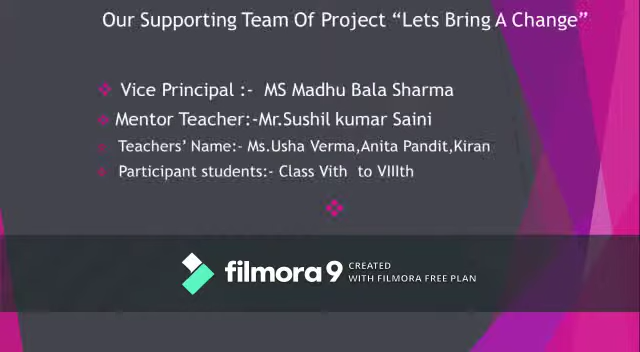 Our Supporting Team Of Project “Lets Bring A Change”
Vice Principal :- MS Madhu Bala Sharma
Mentor Teacher:-Mr.Sushil kumar Saini
Teachers’ Name:- Ms.Usha Verma,Anita Pandit,Kiran
Participant students:- Class Vith to VIIIth
filmora 9 CREATED
WITH FILMORA FREE PLAN